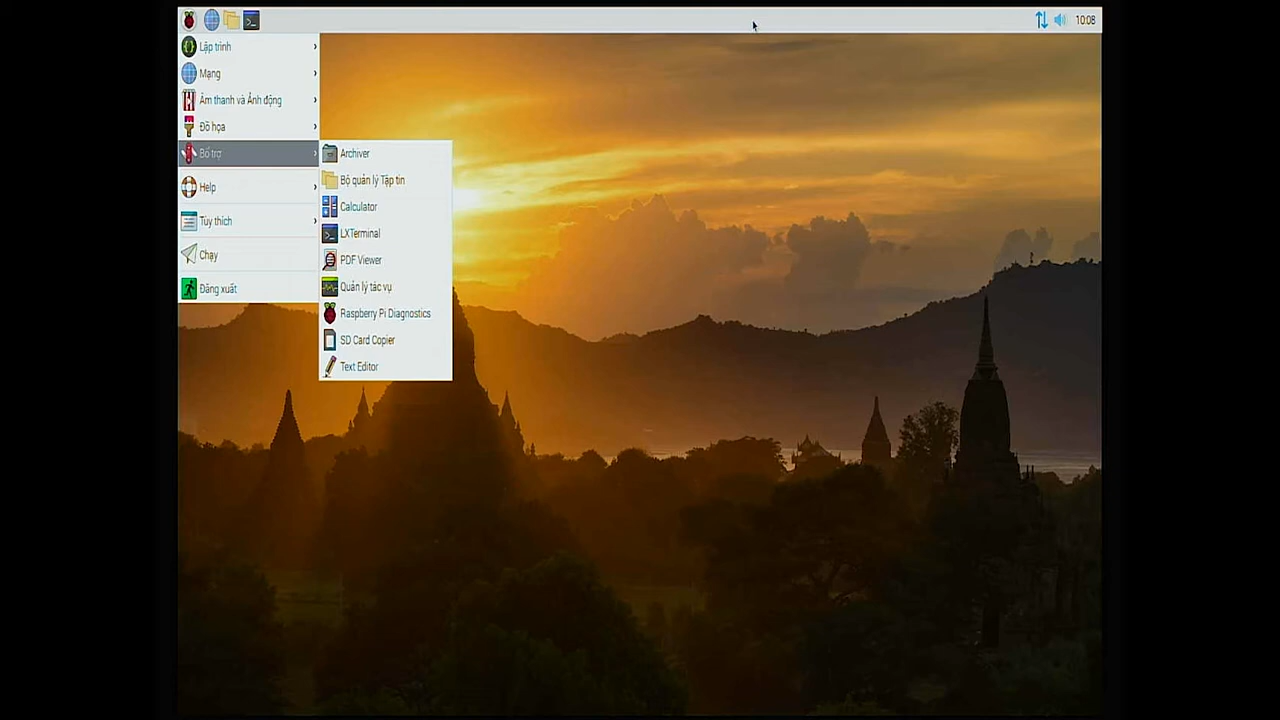 10:08
Lập trình
Mạng
Âm thanh và Ảnh động
Đồ họa
Bổ trợ
Help
Tùy thích
Chạy
Đăng xuất
Archiver
Bộ quản lý Tập tin
Calculator
LXTerminal
PDF Viewer
Quản lý tác vụ
Raspberry Pi Diagnostics
SD Card Copier
Text Editor